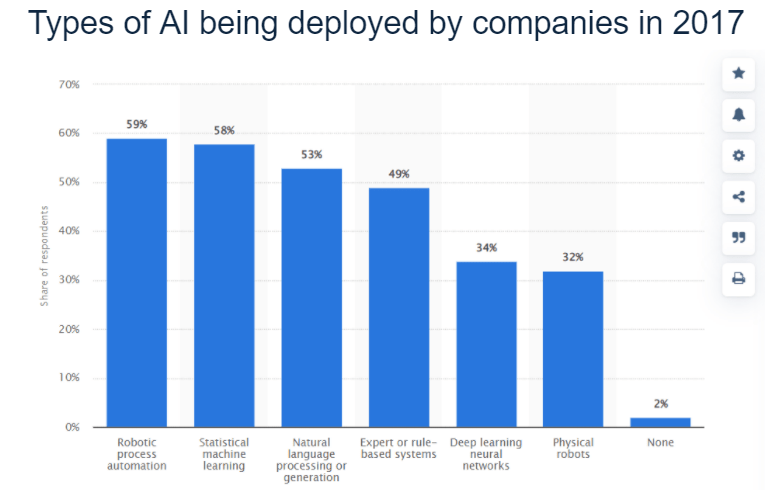 Types of AI being deployed by companies in 2017
70%
60%
50%
40%
30%
20%
10%
0%
Share of respondents
59%
58%
53%
49%
34%
32%
2%
Robotic
process
automation
Statistical
machine
learning
Natural
language
processing or
generation
Expert or rule-
based systems
Deep learning
neural
networks
Physical
robots
None